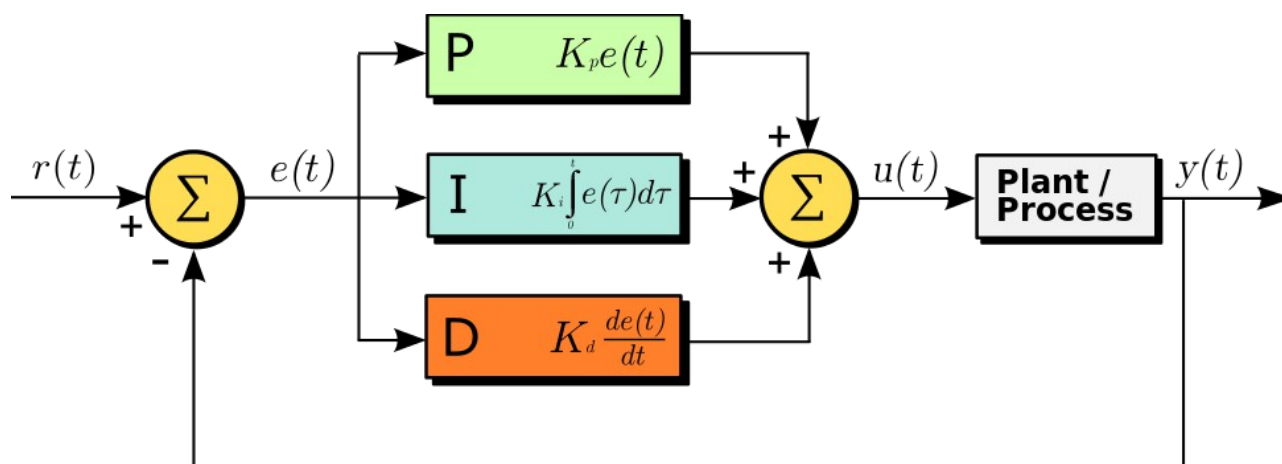 P K_p e(t)
r(t)
+
-
Σ
e(t)
I K_i ∫_0^t e(τ)dτ
D K_d de(t)/dt
+
+
+
Σ
u(t)
Plant /
Process
y(t)